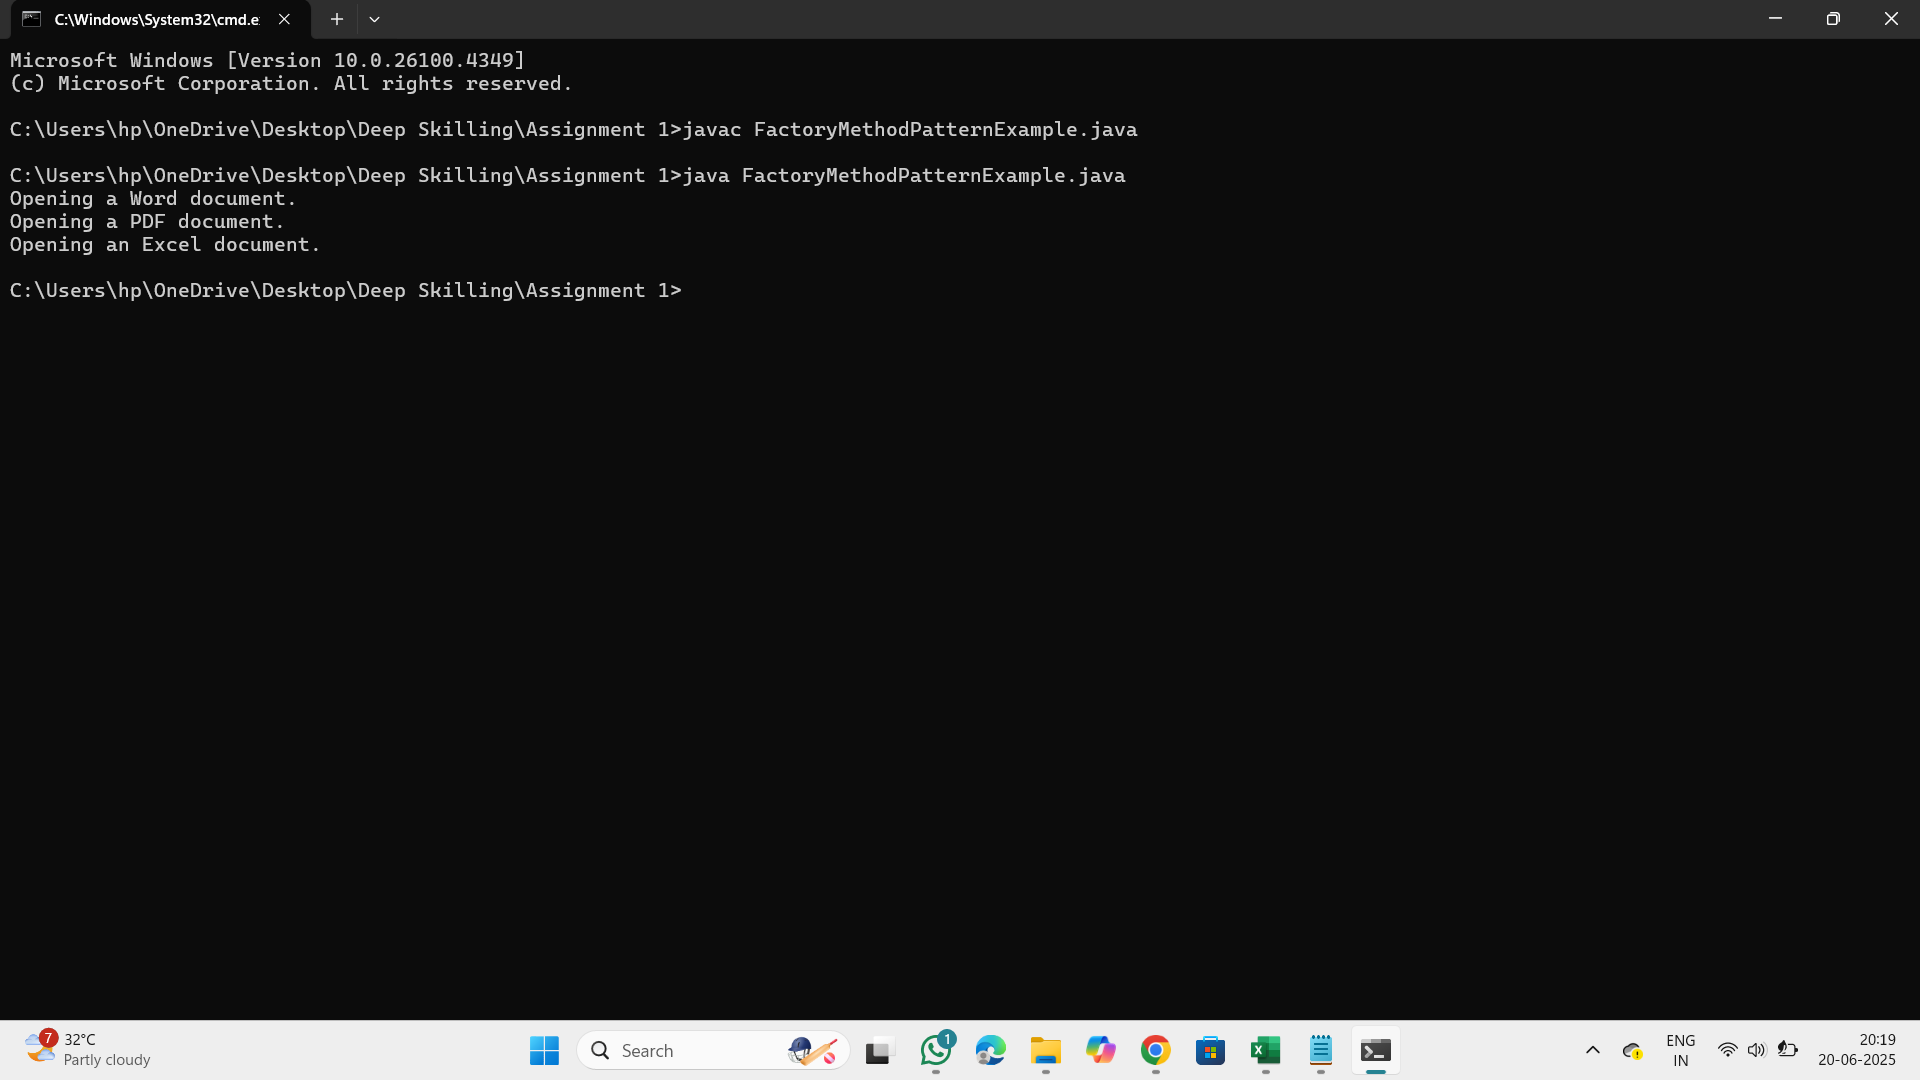 C:\Windows\System32\cmd.e
Microsoft Windows [Version 10.0.26100.4349]
(c) Microsoft Corporation. All rights reserved.
C:\Users\hp\OneDrive\Desktop\Deep Skilling\Assignment 1>javac FactoryMethodPatternExample.java
C:\Users\hp\OneDrive\Desktop\Deep Skilling\Assignment 1>java FactoryMethodPatternExample.java
Opening a Word document.
Opening a PDF document.
Opening an Excel document.
C:\Users\hp\OneDrive\Desktop\Deep Skilling\Assignment 1>
7
32°C
Partly cloudy
Search
1
ENG
IN
20:19
20-06-2025